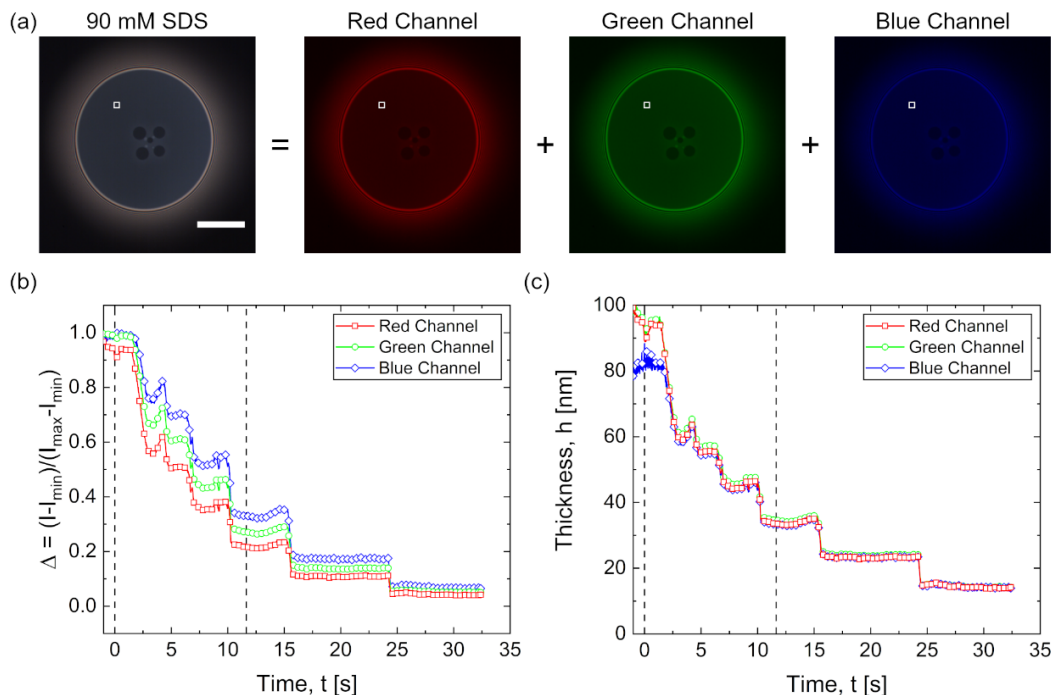 (a) 90 mM SDS Red Channel Green Channel Blue Channel
= + +
(b) (c)
1.0
0.8
0.6
0.4
0.2
0.0
Δ = (I-Imin)/(Imax-Imin)
Red Channel
Green Channel
Blue Channel
0 5 10 15 20 25 30 35
Time, t [s]
100
80
60
40
20
0
Thickness, h [nm]
Red Channel
Green Channel
Blue Channel
0 5 10 15 20 25 30 35
Time, t [s]